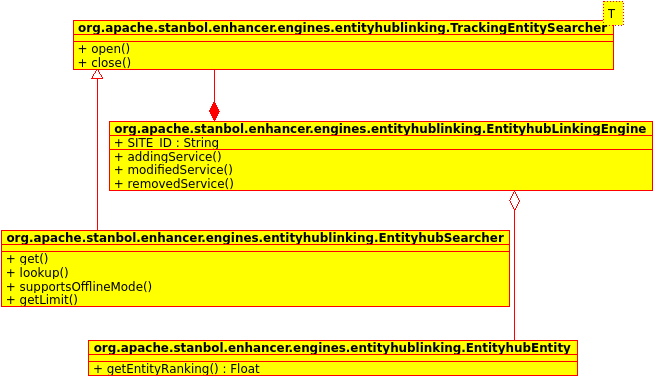 T
org.apache.stanbol.enhancer.engines.entityhublinking.TrackingEntitySearcher
+ open()
+ close()
org.apache.stanbol.enhancer.engines.entityhublinking.EntityhubLinkingEngine
+ SITE_ID : String
+ addingService()
+ modifiedService()
+ removedService()
org.apache.stanbol.enhancer.engines.entityhublinking.EntityhubSearcher
+ get()
+ lookup()
+ supportsOfflineMode()
+ getLimit()
org.apache.stanbol.enhancer.engines.entityhublinking.EntityhubEntity
+ getEntityRanking() : Float